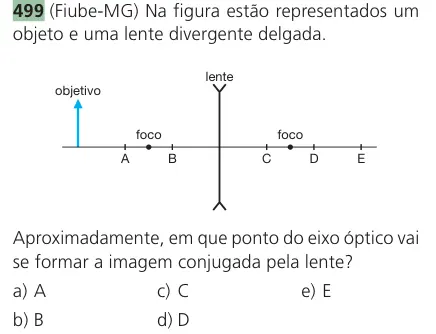 499 (Fiube-MG) Na figura estão representados um
objeto e uma lente divergente delgada.
lente
objetivo
foco
foco
A
B
C
D
E
Aproximadamente, em que ponto do eixo óptico vai
se formar a imagem conjugada pela lente?
a) A
c) C
e) E
b) B
d) D